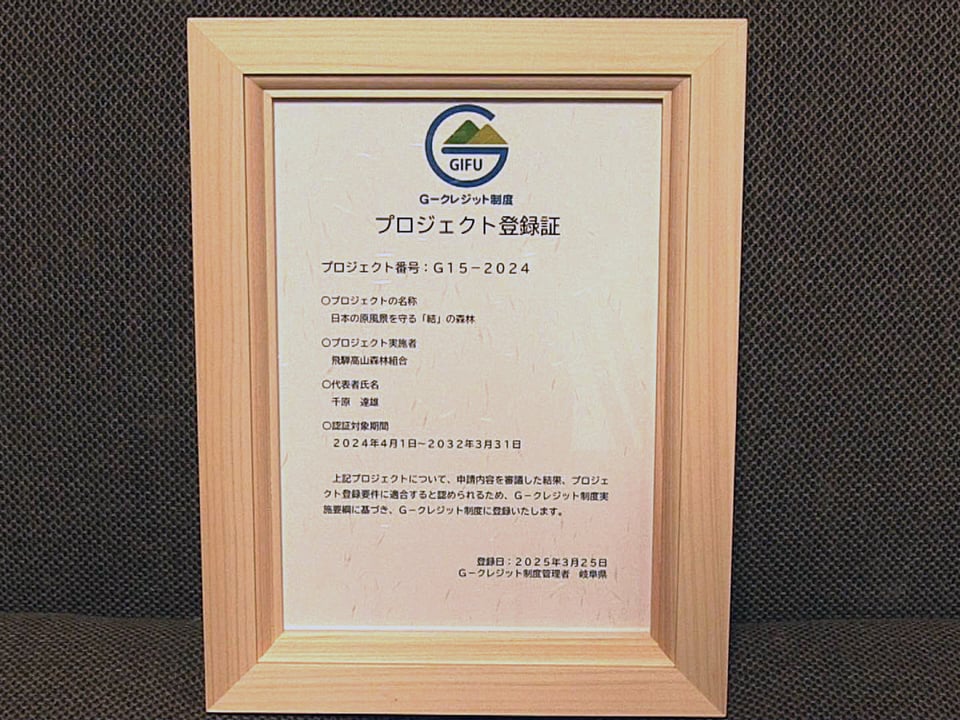 GIFU
G－クレジット制度
プロジェクト登録証
プロジェクト番号：G15－2024
○プロジェクトの名称
日本の原風景を守る「結」の森林
○プロジェクト実施者
飛騨高山森林組合
○代表者氏名
千原　達雄
○認証対象期間
2024年4月1日～2032年3月31日
上記プロジェクトについて、申請内容を審議した結果、プロジェ
クト登録要件に適合すると認められるため、G－クレジット制度実
施要綱に基づき、G－クレジット制度に登録いたします。
登録日：2025年3月25日
G－クレジット制度管理者　岐阜県